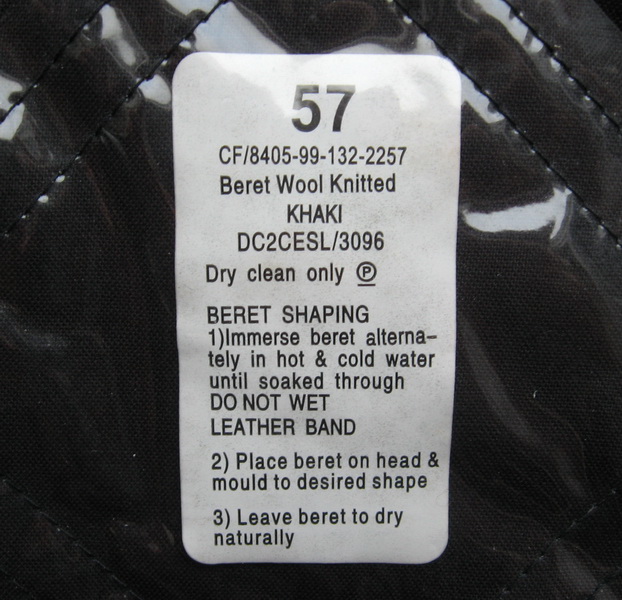 57
CF/8405-99-132-2257
Beret Wool Knitted
KHAKI
DC2CESL/3096
Dry clean only Ⓟ
BERET SHAPING
1)Immerse beret alterna-
tely in hot & cold water
until soaked through
DO NOT WET
LEATHER BAND
2) Place beret on head &
mould to desired shape
3) Leave beret to dry
naturally